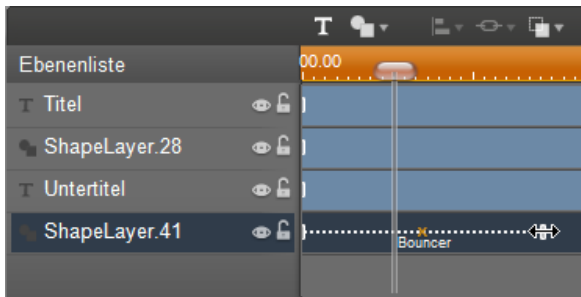 T
Ebenenliste
00.00
T Titel
ShapeLayer.28
T Untertitel
ShapeLayer.41
Bouncer